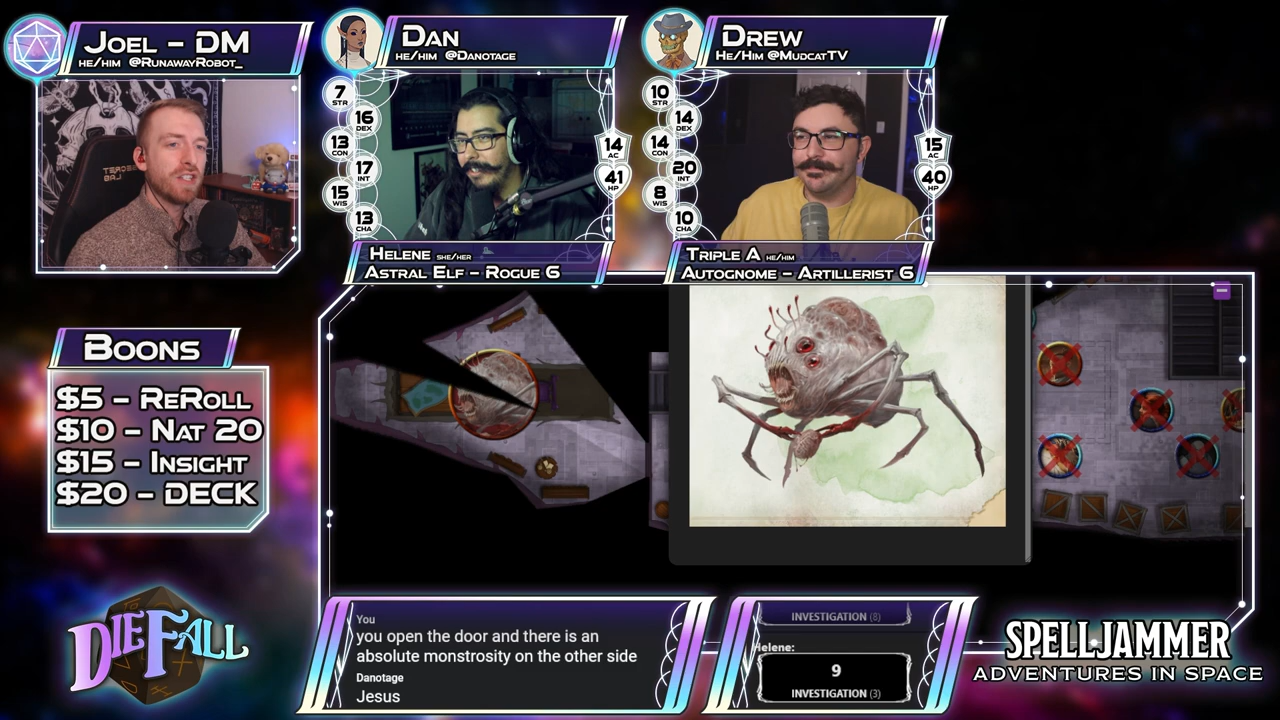 JOEL - DM
HE/HIM @RUNAWAYROBOT_
DAN
HE/HIM @DANOTAGE
DREW
HE/HIM @MUDCATTV
7
STR
16
DEX
13
CON
17
INT
15
WIS
13
CHA
14
AC
41
HP
HELENE SHE/HER
ASTRAL ELF - ROGUE 6
10
STR
14
DEX
14
CON
20
INT
8
WIS
10
CHA
15
AC
40
HP
TRIPLE A HE/HIM
AUTOGNOME - ARTILLERIST 6
BOONS
$5 - REROLL
$10 - NAT 20
$15 - INSIGHT
$20 - DECK
DIEFALL
You
you open the door and there is an
absolute monstrosity on the other side
Danotage
Jesus
INVESTIGATION (8)
Helene:
9
INVESTIGATION (3)
SPELLJAMMER
ADVENTURES IN SPACE